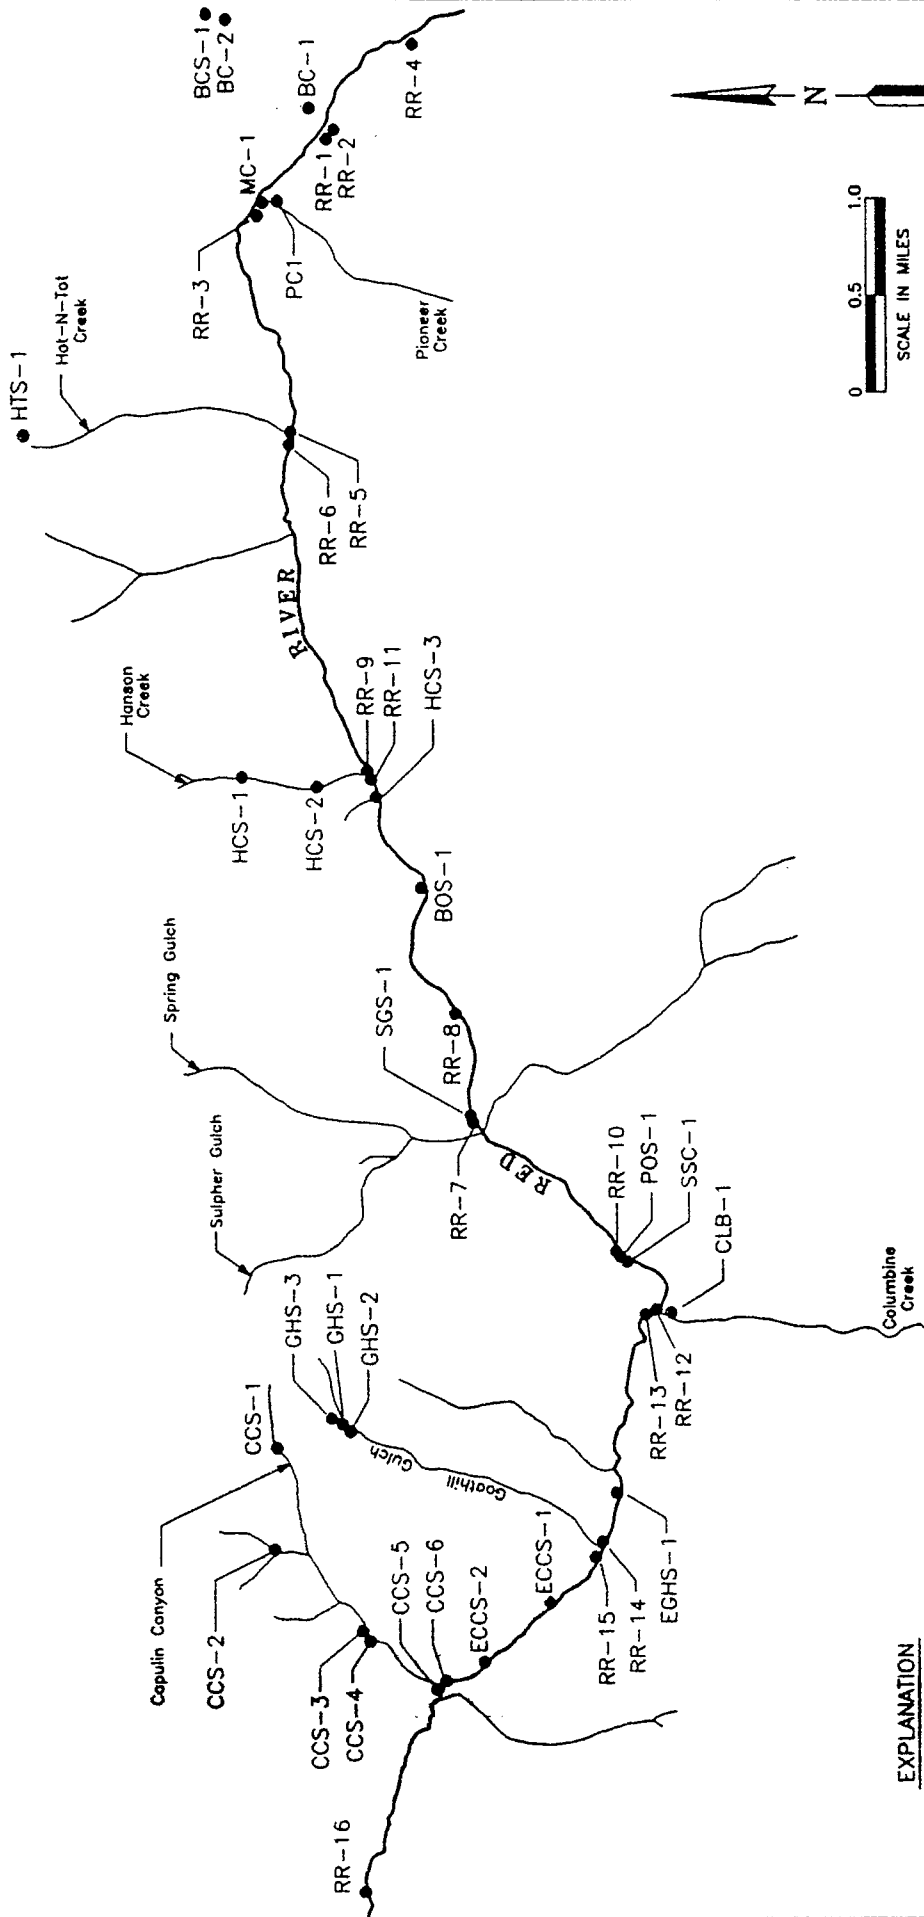 BCS-1
BC-2
BC-1
RR-4
MC-1
RR-1
RR-2
RR-3
PC1
Pioneer
Creek
N
0
0.5
1.0
SCALE IN MILES
HTS-1
Hot-N-Tot
Creek
RR-6
RR-5
RIVER
Hanson
Creek
HCS-1
HCS-2
RR-9
RR-11
HCS-3
BOS-1
Spring Gulch
Sulpher Gulch
SGS-1
RR-8
RR-7
RED
RR-10
POS-1
SSC-1
CLB-1
Columbine
Creek
RR-13
RR-12
GHS-3
GHS-1
GHS-2
Goathill
Gulch
CCS-1
Capulin Canyon
CCS-2
CCS-3
CCS-4
CCS-5
CCS-6
ECCS-2
ECCS-1
RR-15
RR-14
EGHS-1
RR-16
EXPLANATION